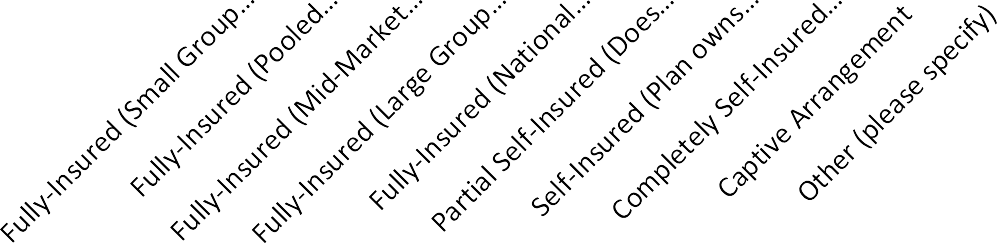 Fully-Insured (Small Group...
Fully-Insured (Pooled...
Fully-Insured (Mid-Market...
Fully-Insured (Large Group...
Fully-Insured (National...
Partial Self-Insured (Does...
Self-Insured (Plan owns...
Completely Self-Insured...
Captive Arrangement
Other (please specify)